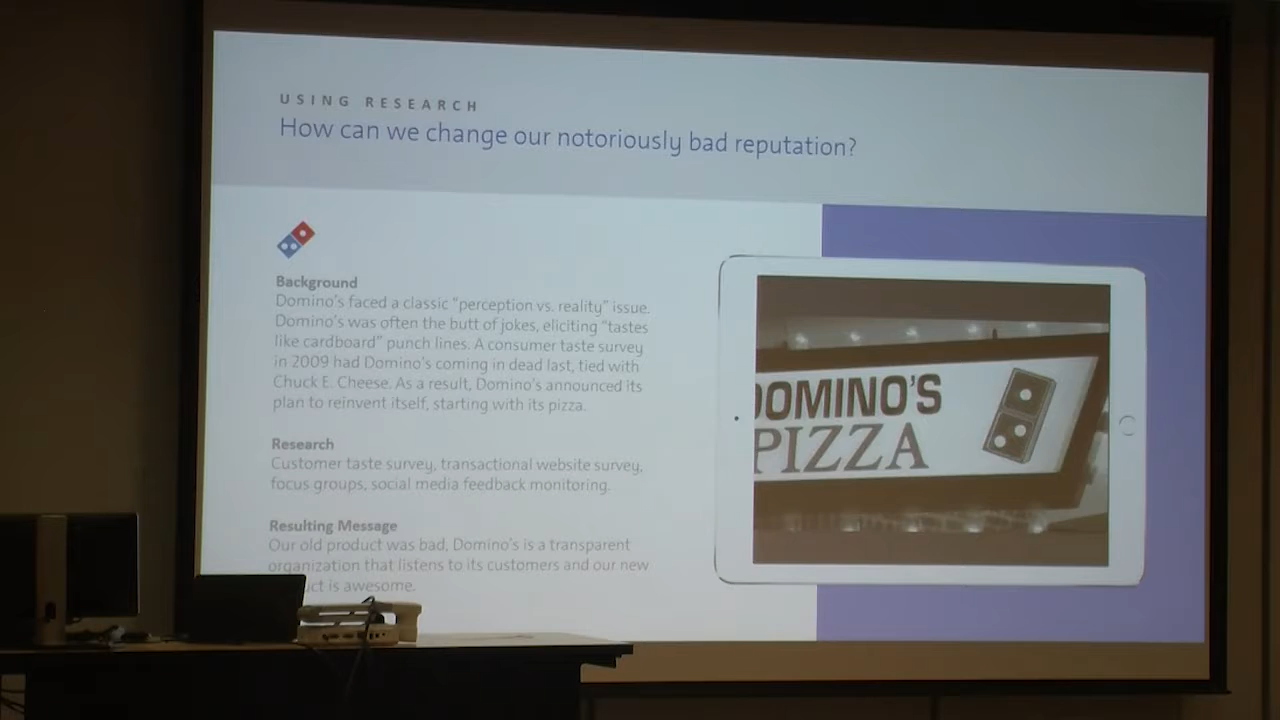 USING RESEARCH
How can we change our notoriously bad reputation?
Background
Domino's faced a classic "perception vs. reality" issue.
Domino's was often the butt of jokes, eliciting "tastes
like cardboard" punch lines. A consumer taste survey
in 2009 had Domino's coming in dead last, tied with
Chuck E. Cheese. As a result, Domino's announced its
plan to reinvent itself, starting with its pizza.
Research
Customer taste survey, transactional website survey,
focus groups, social media feedback monitoring.
Resulting Message
Our old product was bad, Domino's is a transparent
organization that listens to its customers and our new
is awesome.
DOMINO'S
PIZZA